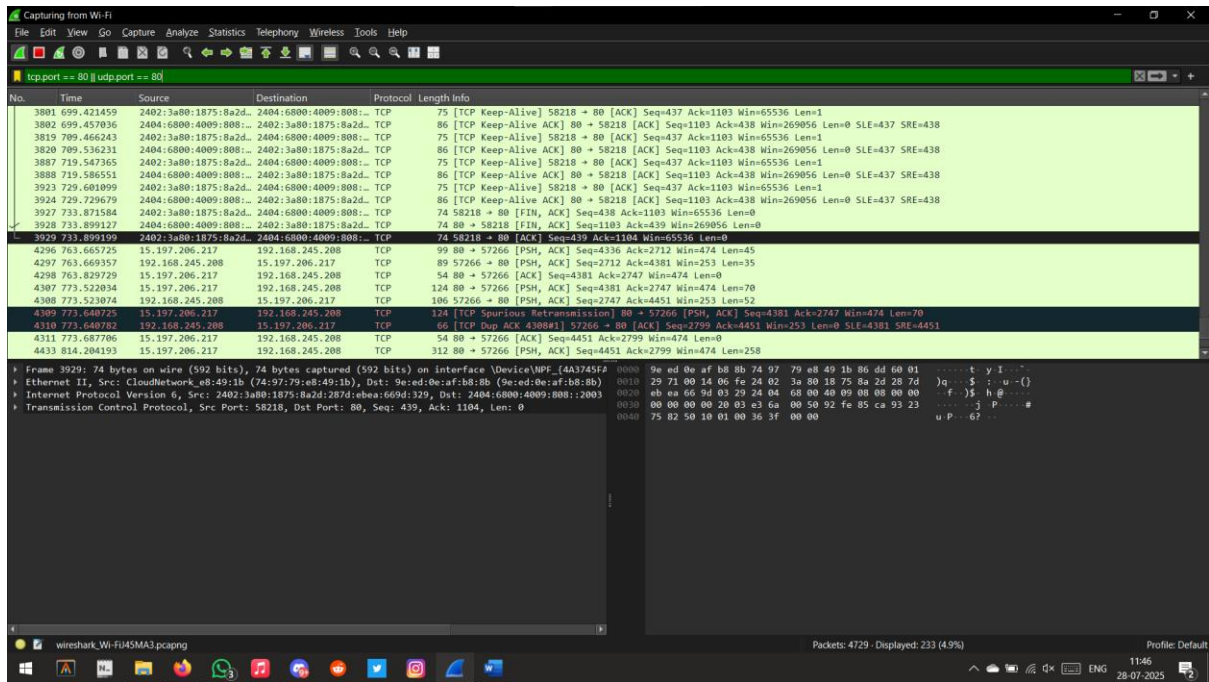 Capturing from Wi-Fi
File Edit View Go Capture Analyze Statistics Telephony Wireless Tools Help
tcp.port == 80 || udp.port == 80
No. Time Source Destination Protocol Length Info
3801 699.421459 2402:3a80:1875:8a2d… 2404:6800:4009:808:… TCP 75 [TCP Keep-Alive] 58218 → 80 [ACK] Seq=437 Ack=1103 Win=65536 Len=1
3802 699.457036 2404:6800:4009:808:… 2402:3a80:1875:8a2d… TCP 86 [TCP Keep-Alive ACK] 80 → 58218 [ACK] Seq=1103 Ack=438 Win=269056 Len=0 SLE=437 SRE=438
3819 709.466243 2402:3a80:1875:8a2d… 2404:6800:4009:808:… TCP 75 [TCP Keep-Alive] 58218 → 80 [ACK] Seq=437 Ack=1103 Win=65536 Len=1
3820 709.536231 2404:6800:4009:808:… 2402:3a80:1875:8a2d… TCP 86 [TCP Keep-Alive ACK] 80 → 58218 [ACK] Seq=1103 Ack=438 Win=269056 Len=0 SLE=437 SRE=438
3887 719.547365 2402:3a80:1875:8a2d… 2404:6800:4009:808:… TCP 75 [TCP Keep-Alive] 58218 → 80 [ACK] Seq=437 Ack=1103 Win=65536 Len=1
3888 719.586551 2404:6800:4009:808:… 2402:3a80:1875:8a2d… TCP 86 [TCP Keep-Alive ACK] 80 → 58218 [ACK] Seq=1103 Ack=438 Win=269056 Len=0 SLE=437 SRE=438
3923 729.601099 2402:3a80:1875:8a2d… 2404:6800:4009:808:… TCP 75 [TCP Keep-Alive] 58218 → 80 [ACK] Seq=437 Ack=1103 Win=65536 Len=1
3924 729.729679 2404:6800:4009:808:… 2402:3a80:1875:8a2d… TCP 86 [TCP Keep-Alive ACK] 80 → 58218 [ACK] Seq=1103 Ack=438 Win=269056 Len=0 SLE=437 SRE=438
3927 733.871584 2402:3a80:1875:8a2d… 2404:6800:4009:808:… TCP 74 58218 → 80 [FIN, ACK] Seq=438 Ack=1103 Win=65536 Len=0
3928 733.899127 2404:6800:4009:808:… 2402:3a80:1875:8a2d… TCP 74 80 → 58218 [FIN, ACK] Seq=1103 Ack=439 Win=269056 Len=0
3929 733.899199 2402:3a80:1875:8a2d… 2404:6800:4009:808:… TCP 74 58218 → 80 [ACK] Seq=439 Ack=1104 Win=65536 Len=0
4296 763.665725 15.197.206.217 192.168.245.208 TCP 99 80 → 57266 [PSH, ACK] Seq=4336 Ack=2712 Win=474 Len=45
4297 763.669357 192.168.245.208 15.197.206.217 TCP 89 57266 → 80 [PSH, ACK] Seq=2712 Ack=4381 Win=253 Len=35
4298 763.829729 15.197.206.217 192.168.245.208 TCP 54 80 → 57266 [ACK] Seq=4381 Ack=2747 Win=474 Len=0
4307 773.522034 15.197.206.217 192.168.245.208 TCP 124 80 → 57266 [PSH, ACK] Seq=4381 Ack=2747 Win=474 Len=70
4308 773.523074 192.168.245.208 15.197.206.217 TCP 106 57266 → 80 [PSH, ACK] Seq=2747 Ack=4451 Win=253 Len=52
4309 773.640725 15.197.206.217 192.168.245.208 TCP 124 [TCP Spurious Retransmission] 80 → 57266 [PSH, ACK] Seq=4381 Ack=2747 Win=474 Len=70
4310 773.640782 192.168.245.208 15.197.206.217 TCP 66 [TCP Dup ACK 4308#1] 57266 → 80 [ACK] Seq=2799 Ack=4451 Win=253 Len=0 SLE=4381 SRE=4451
4311 773.687706 15.197.206.217 192.168.245.208 TCP 54 80 → 57266 [ACK] Seq=4451 Ack=2799 Win=474 Len=0
4433 814.204193 15.197.206.217 192.168.245.208 TCP 312 80 → 57266 [PSH, ACK] Seq=4451 Ack=2799 Win=474 Len=258
Frame 3929: 74 bytes on wire (592 bits), 74 bytes captured (592 bits) on interface \Device\NPF_{4A3745FA
Ethernet II, Src: CloudNetwork_e8:49:1b (74:97:79:e8:49:1b), Dst: 9e:ed:0e:af:b8:8b (9e:ed:0e:af:b8:8b)
Internet Protocol Version 6, Src: 2402:3a80:1875:8a2d:287d:ebea:669d:329, Dst: 2404:6800:4009:808::2003
Transmission Control Protocol, Src Port: 58218, Dst Port: 80, Seq: 439, Ack: 1104, Len: 0
0000 9e ed 0e af b8 8b 74 97 79 e8 49 1b 86 dd 60 01 ······t· y·I···`·
0010 29 71 00 14 06 fe 24 02 3a 80 18 75 8a 2d 28 7d )q····$· :··u·-(}
0020 eb ea 66 9d 03 29 24 04 68 00 40 09 08 08 00 00 ··f··)$· h·@·····
0030 00 00 00 00 20 03 e3 6a 00 50 92 fe 85 ca 93 23 ···· ··j ·P·····#
0040 75 82 50 10 01 00 36 3f 00 00 u·P···6? ··
wireshark_Wi-FiJ45MA3.pcapng
Packets: 4729 · Displayed: 233 (4.9%)
Profile: Default
ENG
11:46
28-07-2025